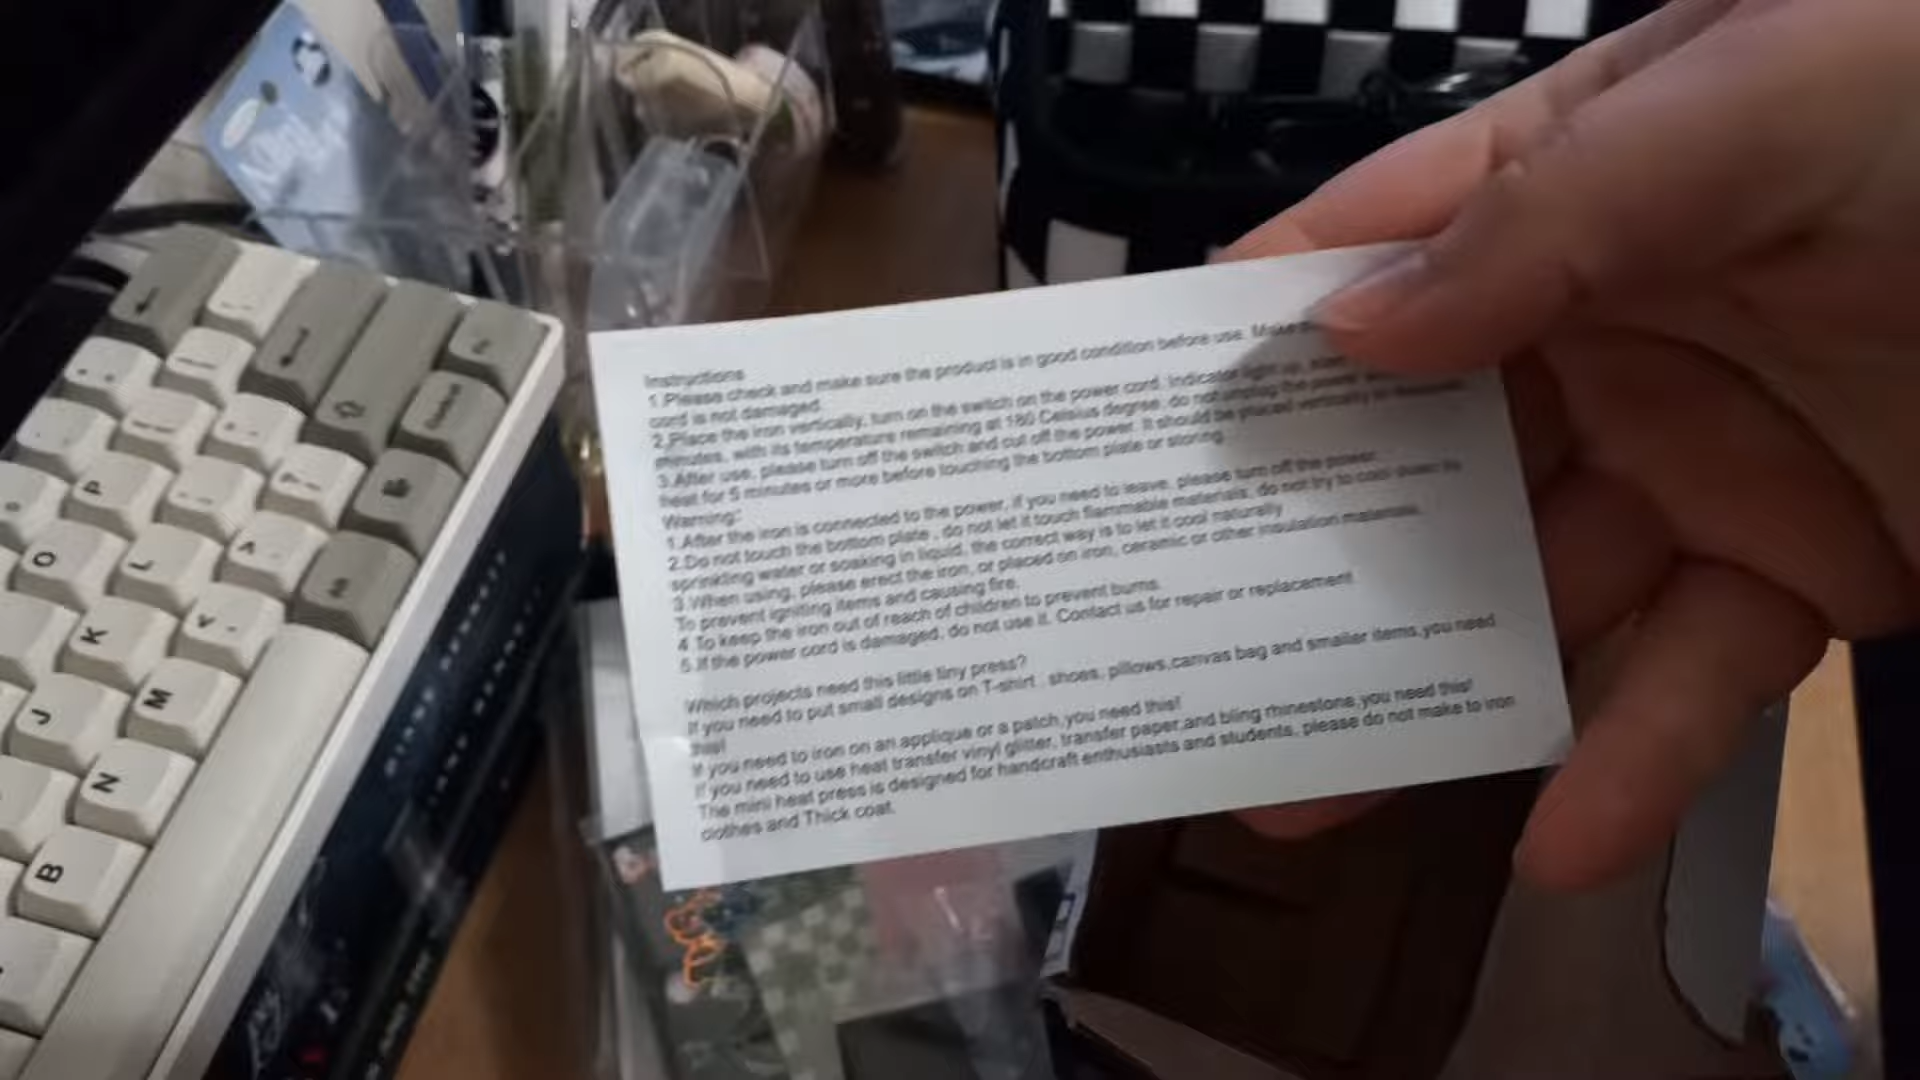 Instructions
1.Please check and make sure the product is in good condition before use. Make
cord is not damaged.
2.Place the iron vertically, turn on the switch on the power cord. Indicator light up,
minutes, with its temperature remaining at 180 Celsius degree, do not unplug the power
3.After use, please turn off the switch and cut off the power. It should be placed vertically to
heat for 5 minutes or more before touching the bottom plate or storing.
Warning:
1.After the iron is connected to the power, if you need to leave, please turn off the power.
2.Do not touch the bottom plate , do not let it touch flammable materials, do not try to cool down by
sprinkling water or soaking in liquid, the correct way is to let it cool naturally
3.When using, please erect the iron, or placed on iron, ceramic or other insulation materials.
To prevent igniting items and causing fire.
4.To keep the iron out of reach of children to prevent burns.
5.If the power cord is damaged, do not use it. Contact us for repair or replacement.
Which projects need this little tiny press?
If you need to put small designs on T-shirt , shoes, pillows,canvas bag and smaller items,you need
this!
If you need to iron on an applique or a patch,you need this!
If you need to use heat transfer vinyl glitter, transfer paper,and bling rhinestone,you need this!
The mini heat press is designed for handcraft enthusiasts and students, please do not make to iron
clothes and Thick coat.
P
O
L
K
J
M
N
B